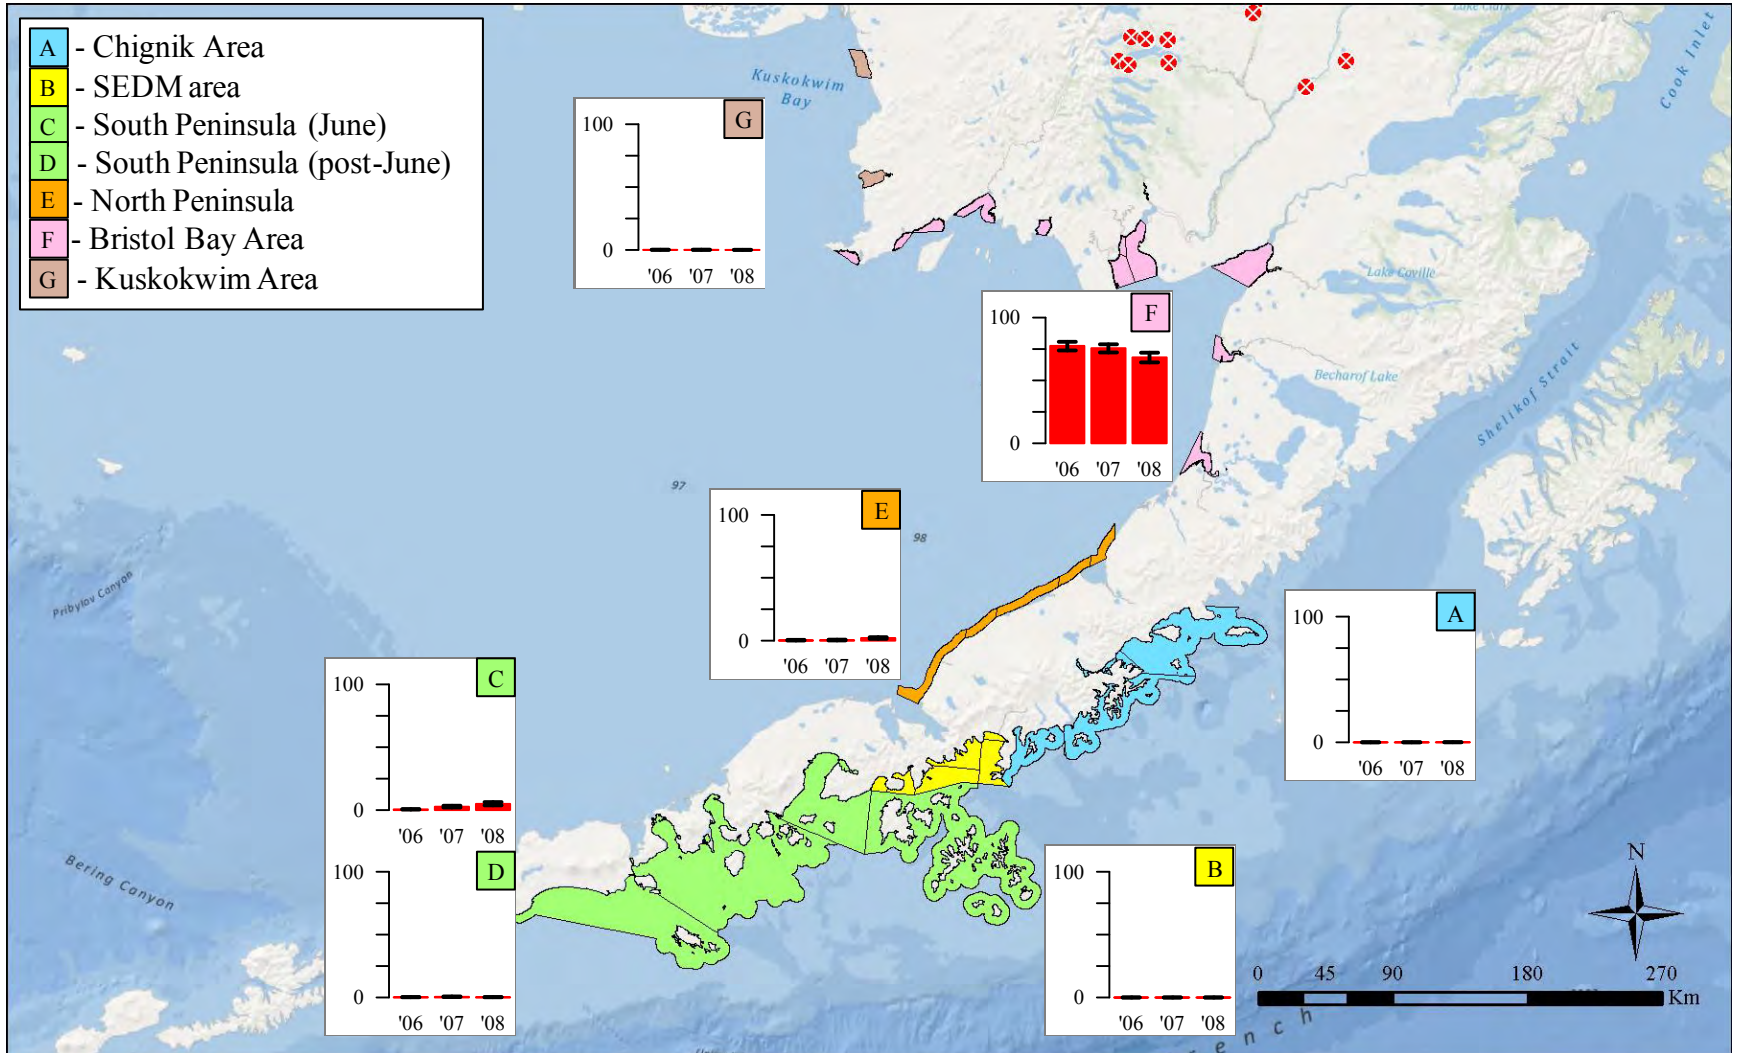 A - Chignik Area
B - SEDM area
C - South Peninsula (June)
D - South Peninsula (post-June)
E - North Peninsula
F - Bristol Bay Area
G - Kuskokwim Area
Lake Clark
Cook Inlet
Kuskokwim
Bay
G
100
0
'06 '07 '08
Lake Coville
F
100
0
'06 '07 '08
Becharof Lake
Shelikof Strait
97
98
E
100
0
'06 '07 '08
Pribylov Canyon
A
100
0
'06 '07 '08
C
100
0
'06 '07 '08
Bering Canyon
D
100
0
'06 '07 '08
B
100
0
'06 '07 '08
N
0 45 90 180 270
Km